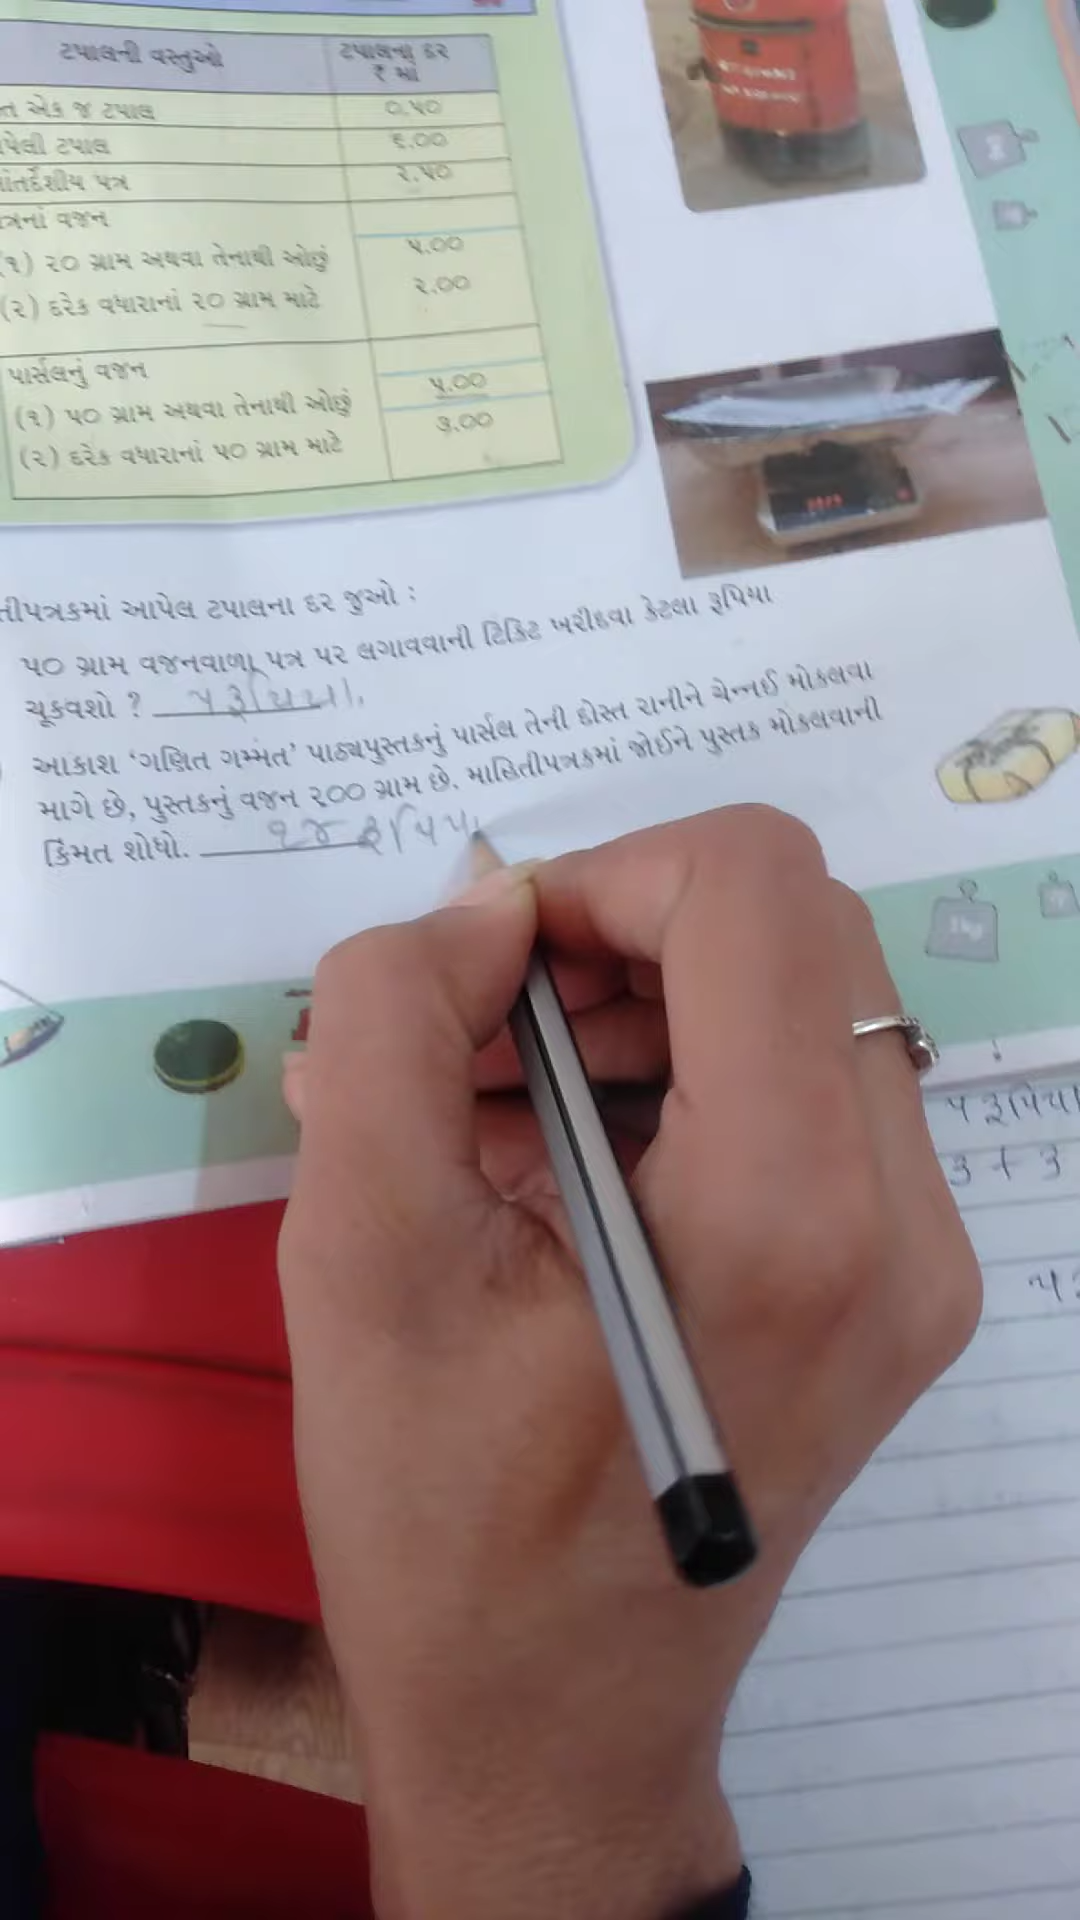 ટપાલની વસ્તુઓ ટપાલના દર ₹ માં
ત એક જ ટપાલ ૦.૫૦
પેલી ટપાલ ૬.૦૦
ાંતર્દેશીય પત્ર ૨.૫૦
ત્રનાં વજન
(૧) ૨૦ ગ્રામ અથવા તેનાથી ઓછું ૫.૦૦
(૨) દરેક વધારાનાં ૨૦ ગ્રામ માટે ૨.૦૦
પાર્સલનું વજન
(૧) ૫૦ ગ્રામ અથવા તેનાથી ઓછું ૫.૦૦
(૨) દરેક વધારાનાં ૫૦ ગ્રામ માટે ૩.૦૦
તીપત્રકમાં આપેલ ટપાલના દર જુઓ :
૫૦ ગ્રામ વજનવાળા પત્ર પર લગાવવાની ટિકિટ ખરીદવા કેટલા રૂપિયા
ચૂકવશો ? ૫ રૂપિયા.
આકાશ ‘ગણિત ગમ્મત’ પાઠ્યપુસ્તકનું પાર્સલ તેની દોસ્ત રાનીને ચેન્નઈ મોકલવા
માગે છે, પુસ્તકનું વજન ૨૦૦ ગ્રામ છે. માહિતીપત્રકમાં જોઈને પુસ્તક મોકલવાની
કિંમત શોધો. ૧૪ રૂપિયા
1kg
૫ રૂપિયા
૩ + ૩